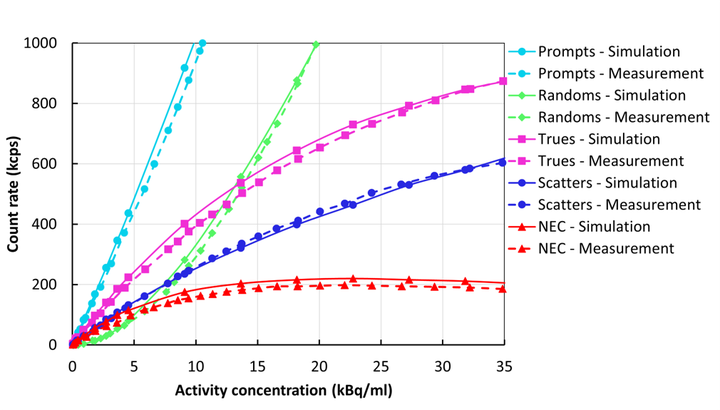 1000
800
600
400
200
0
Count rate (kcps)
0 5 10 15 20 25 30 35
Activity concentration (kBq/ml)
Prompts - Simulation
Prompts - Measurement
Randoms - Simulation
Randoms - Measurement
Trues - Simulation
Trues - Measurement
Scatters - Simulation
Scatters - Measurement
NEC - Simulation
NEC - Measurement